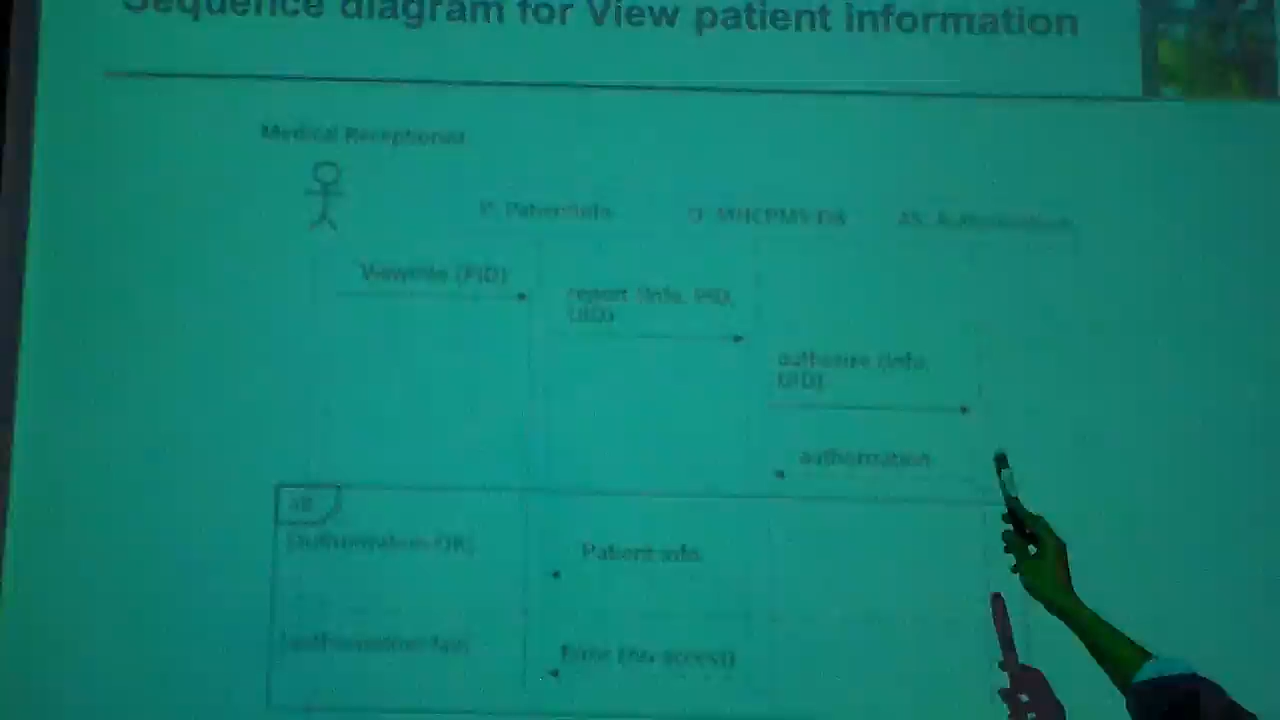 Sequence diagram for View patient information
Medical Receptionist
P: PatientInfo
D: MHCPMS-DB
AS: Authorization
ViewInfo (PID)
report (Info, PID,
UID)
authorize (Info,
UID)
authorization
alt
[authorization OK]
Patient info
[authorization fail]
Error (no access)